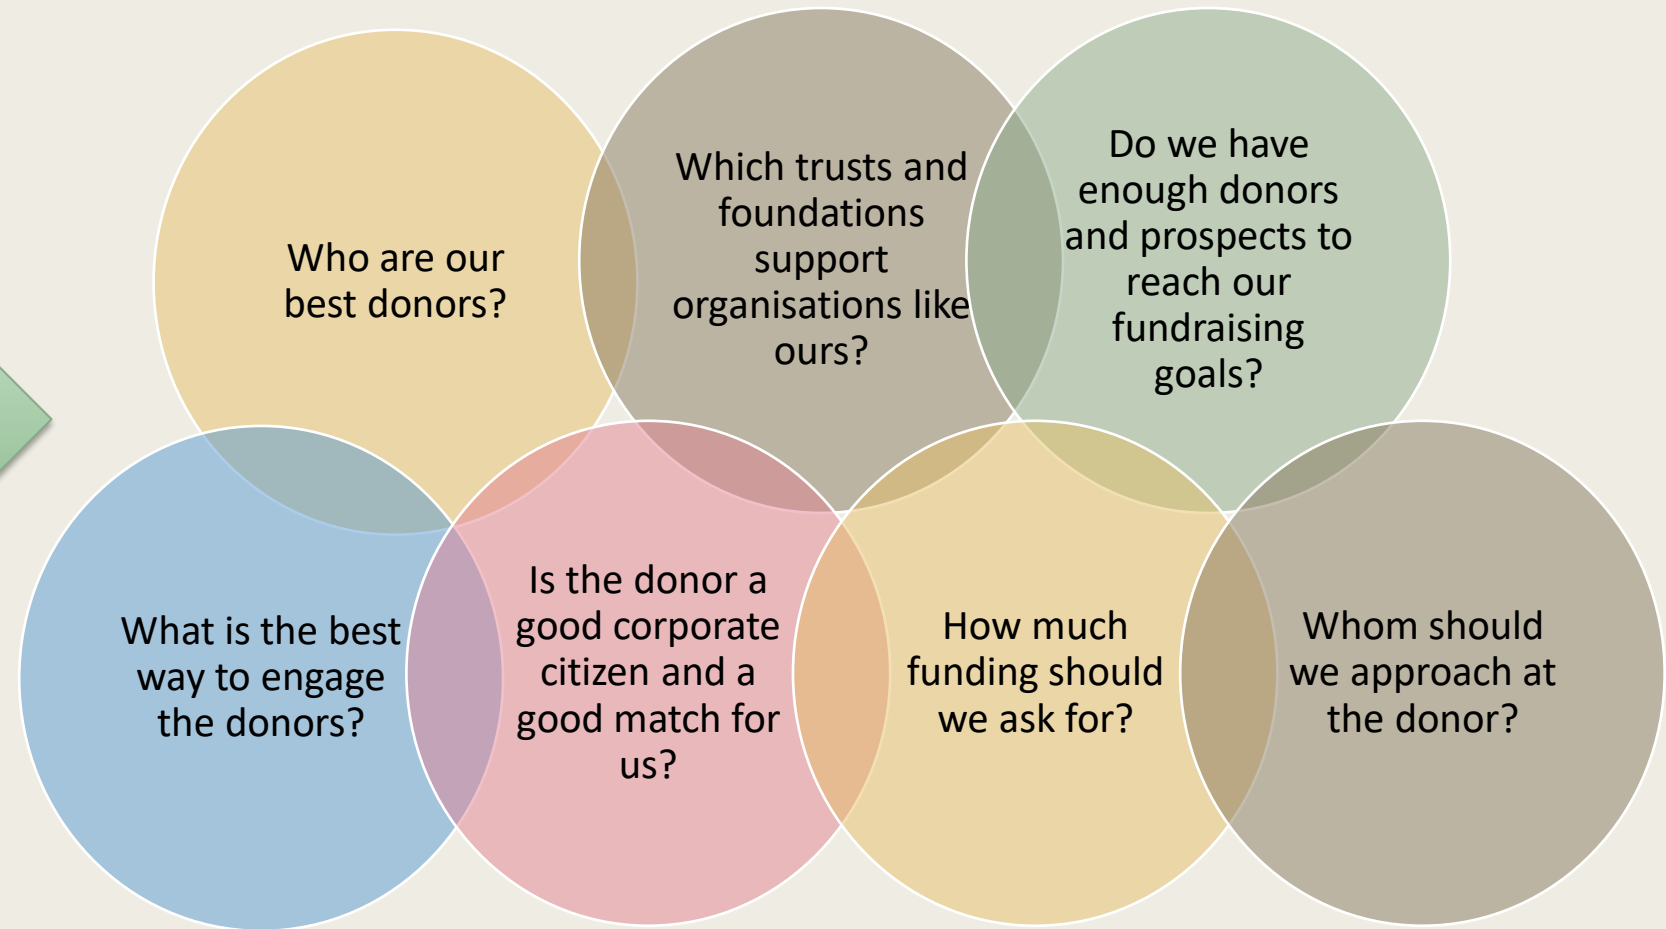 Who are our
best donors?
Which trusts and
foundations
support
organisations like
ours?
Do we have
enough donors
and prospects to
reach our
fundraising
goals?
What is the best
way to engage
the donors?
Is the donor a
good corporate
citizen and a
good match for
us?
How much
funding should
we ask for?
Whom should
we approach at
the donor?